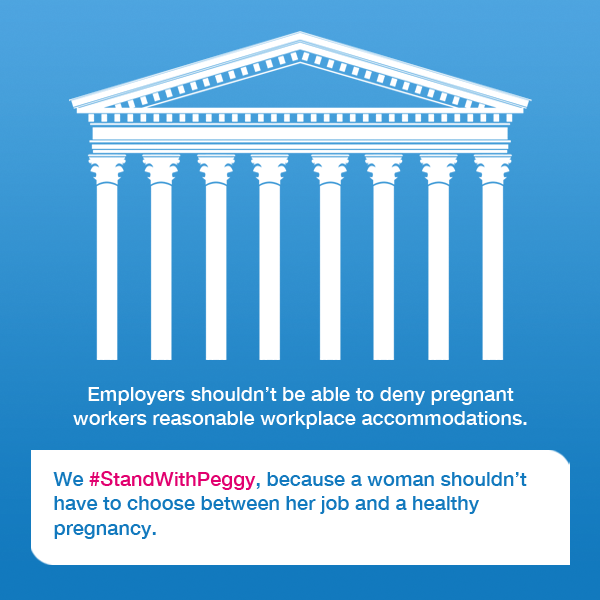 Employers shouldn't be able to deny pregnant
workers reasonable workplace accommodations.
We #StandWithPeggy, because a woman shouldn't
have to choose between her job and a healthy
pregnancy.